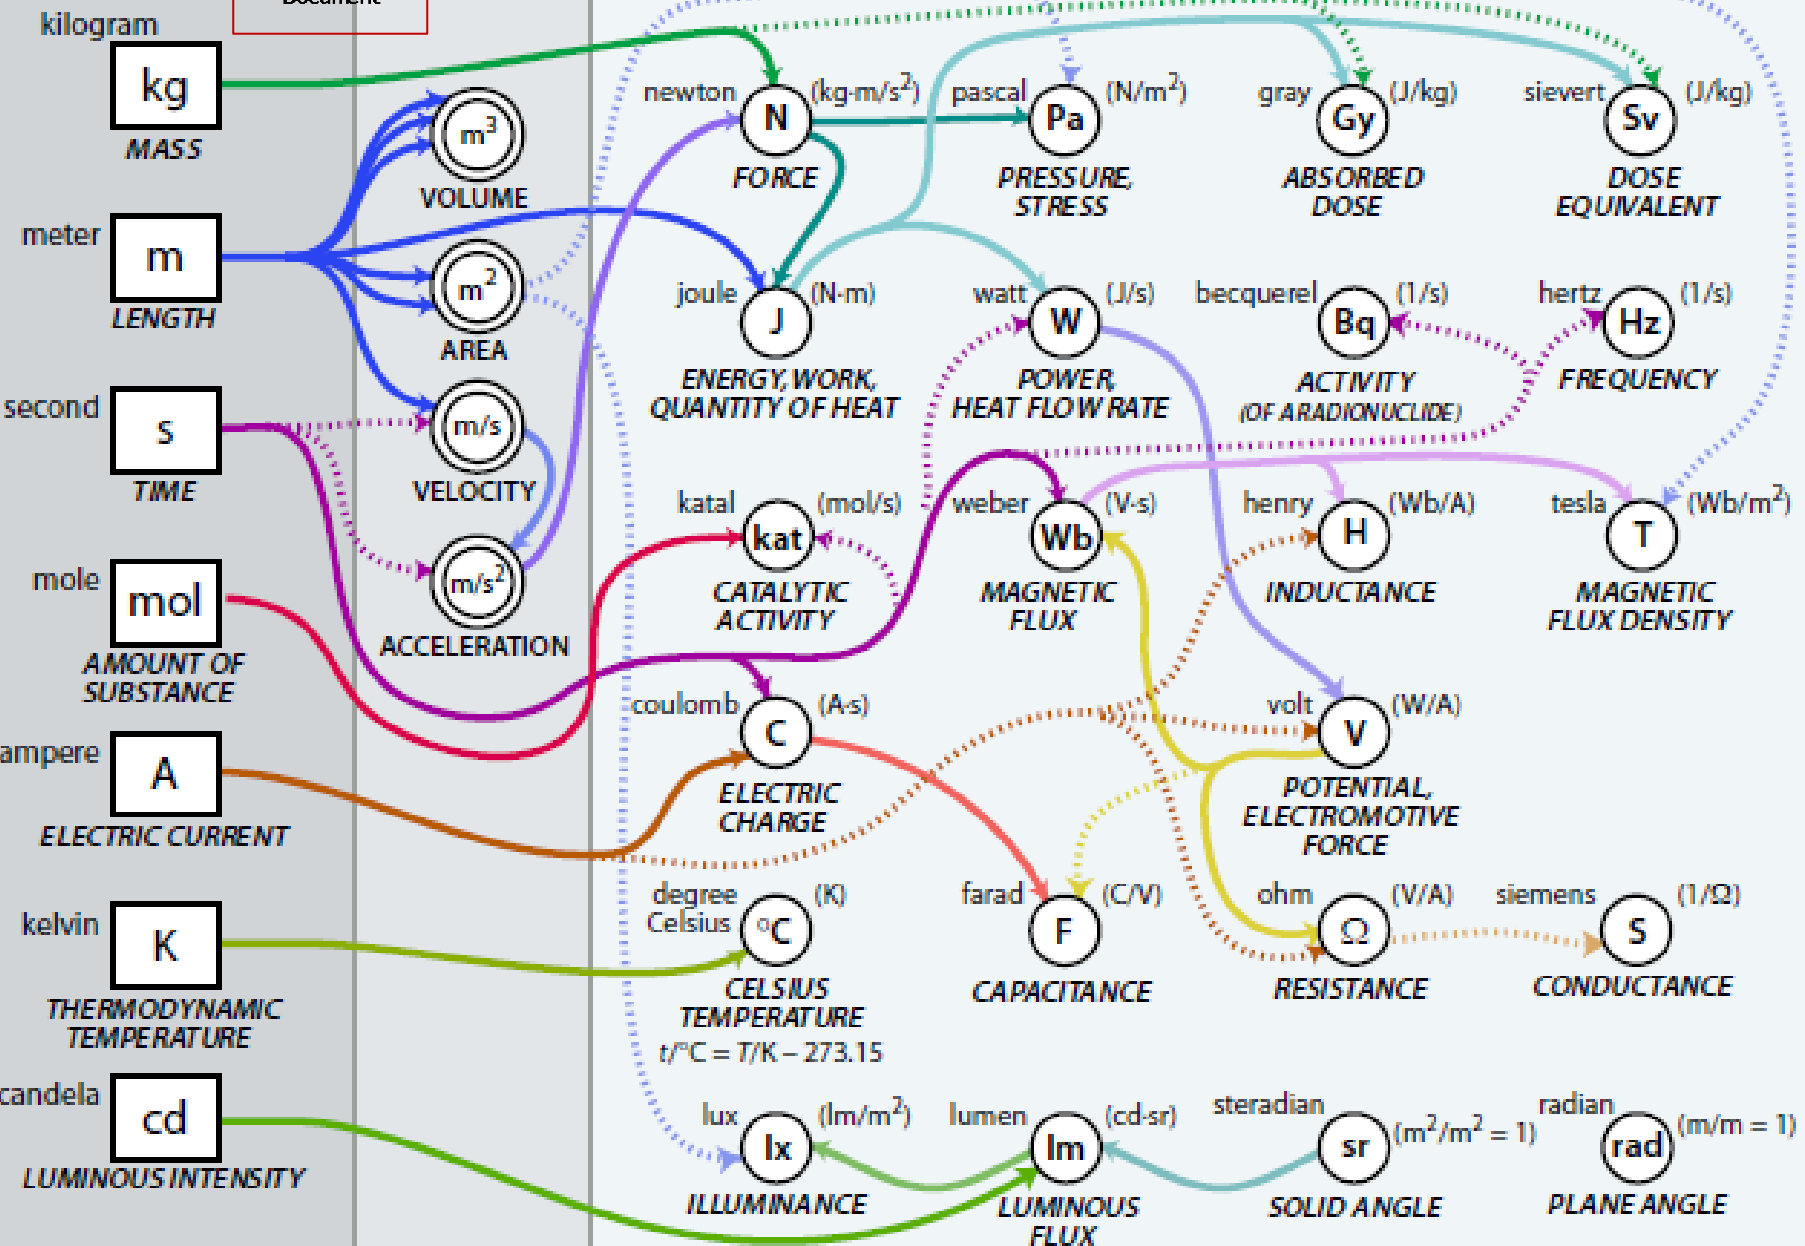 Document
kilogram
kg
MASS
meter
m
LENGTH
second
s
TIME
mole
mol
AMOUNT OF
SUBSTANCE
ampere
A
ELECTRIC CURRENT
kelvin
K
THERMODYNAMIC
TEMPERATURE
candela
cd
LUMINOUS INTENSITY
m³
VOLUME
m²
AREA
m/s
VELOCITY
m/s²
ACCELERATION
newton
N
(kg·m/s²)
FORCE
pascal
Pa
(N/m²)
PRESSURE,
STRESS
gray
Gy
(J/kg)
ABSORBED
DOSE
sievert
Sv
(J/kg)
DOSE
EQUIVALENT
joule
J
(N·m)
ENERGY, WORK,
QUANTITY OF HEAT
watt
W
(J/s)
POWER,
HEAT FLOW RATE
becquerel
Bq
(1/s)
ACTIVITY
(OF A RADIONUCLIDE)
hertz
Hz
(1/s)
FREQUENCY
katal
kat
(mol/s)
CATALYTIC
ACTIVITY
weber
Wb
(V·s)
MAGNETIC
FLUX
henry
H
(Wb/A)
INDUCTANCE
tesla
T
(Wb/m²)
MAGNETIC
FLUX DENSITY
coulomb
C
(A·s)
ELECTRIC
CHARGE
volt
V
(W/A)
POTENTIAL,
ELECTROMOTIVE
FORCE
degree
Celsius
°C
(K)
CELSIUS
TEMPERATURE
t/°C = T/K – 273.15
farad
F
(C/V)
CAPACITANCE
ohm
Ω
(V/A)
RESISTANCE
siemens
S
(1/Ω)
CONDUCTANCE
lux
lx
(lm/m²)
ILLUMINANCE
lumen
lm
(cd·sr)
LUMINOUS
FLUX
steradian
sr
(m²/m² = 1)
SOLID ANGLE
radian
rad
(m/m = 1)
PLANE ANGLE